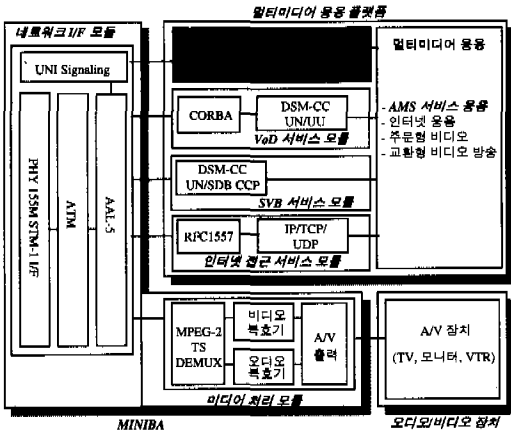 멀티미디어 응용 플랫폼
네트워크 I/F 모듈
UNI Signaling
PHY 155M STM-1 I/F
ATM
AAL-5
CORBA
DSM-CC
UN/UU
VoD 서비스 모듈
DSM-CC
UN/SDB CCP
SVB 서비스 모듈
RFC1557
IP/TCP/
UDP
인터넷 접근 서비스 모듈
멀티미디어 응용
- AMS 서비스 응용
- 인터넷 응용
- 주문형 비디오
- 교환형 비디오 방송
MPEG-2
TS
DEMUX
비디오
복호기
오디오
복호기
A/V
출력
미디어 처리 모듈
A/V 장치
(TV, 모니터, VTR)
MINIBA
오디오/비디오 장치